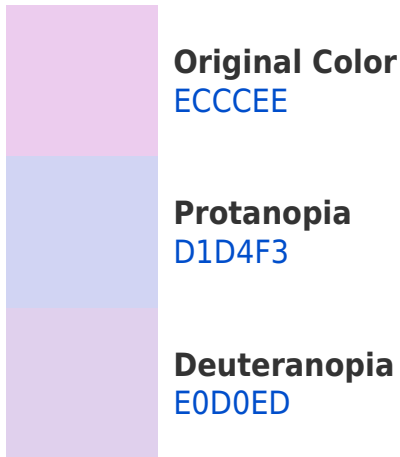 Original Color
ECCCEE
Protanopia
D1D4F3
Deuteranopia
E0D0ED